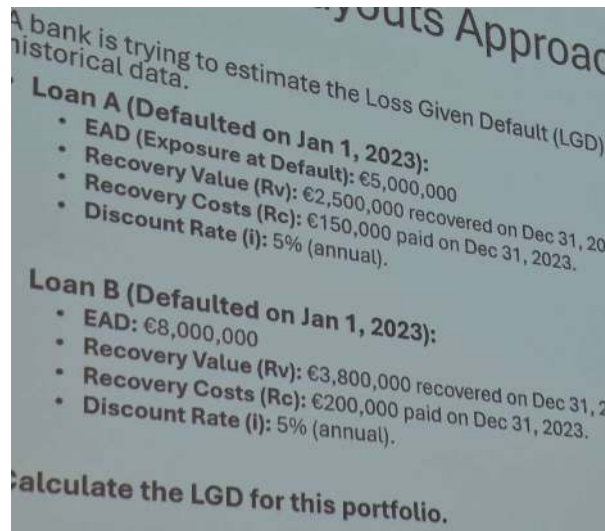 Approac
A bank is trying to estimate the Loss Given Default (LGD)
historical data.
• Loan A (Defaulted on Jan 1, 2023):
• EAD (Exposure at Default): €5,000,000
• Recovery Value (Rv): €2,500,000 recovered on Dec 31, 20
• Recovery Costs (Rc): €150,000 paid on Dec 31, 2023.
• Discount Rate (i): 5% (annual).
Loan B (Defaulted on Jan 1, 2023):
• EAD: €8,000,000
• Recovery Value (Rv): €3,800,000 recovered on Dec 31, 2
• Recovery Costs (Rc): €200,000 paid on Dec 31, 2023.
• Discount Rate (i): 5% (annual).
Calculate the LGD for this portfolio.